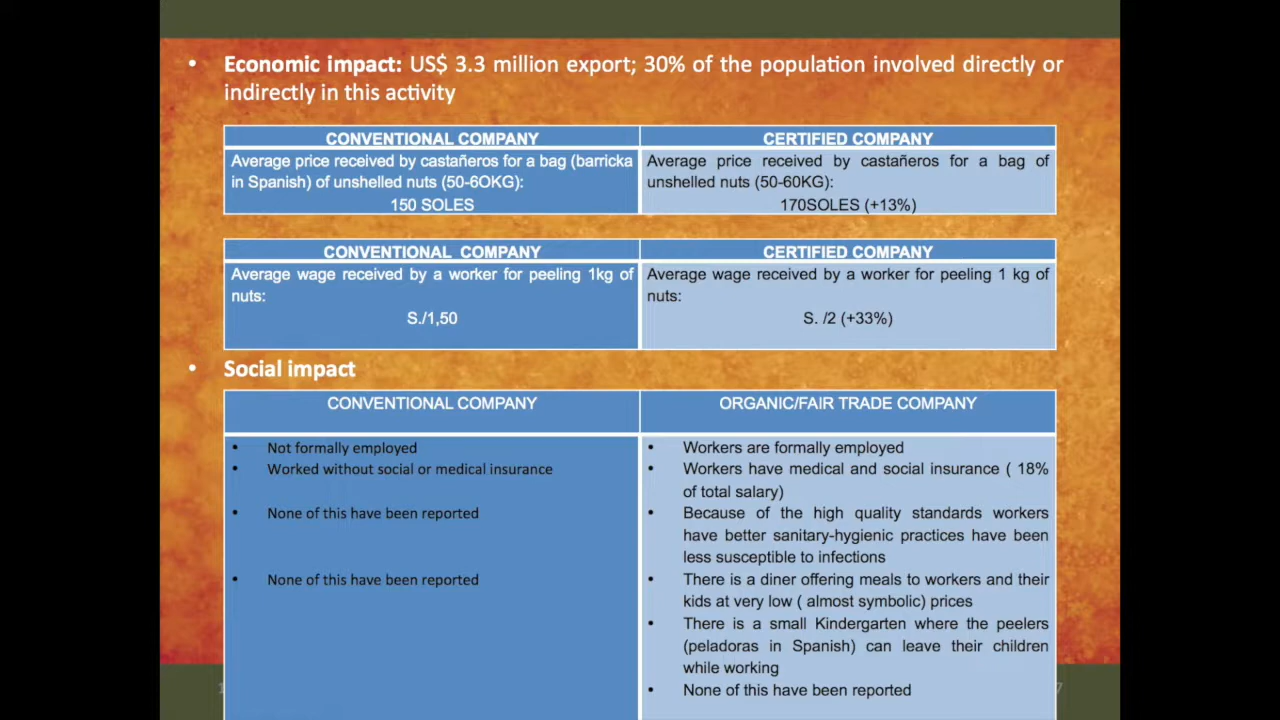 • Economic impact: US$ 3.3 million export; 30% of the population involved directly or
indirectly in this activity
CONVENTIONAL COMPANY
Average price received by castañeros for a bag (barricka
in Spanish) of unshelled nuts (50-6OKG):
150 SOLES
CERTIFIED COMPANY
Average price received by castañeros for a bag of
unshelled nuts (50-60KG):
170SOLES (+13%)
CONVENTIONAL COMPANY
Average wage received by a worker for peeling 1kg of
nuts:
S./1,50
CERTIFIED COMPANY
Average wage received by a worker for peeling 1 kg of
nuts:
S. /2 (+33%)
• Social impact
CONVENTIONAL COMPANY
• Not formally employed
• Worked without social or medical insurance
• None of this have been reported
• None of this have been reported
ORGANIC/FAIR TRADE COMPANY
• Workers are formally employed
• Workers have medical and social insurance ( 18%
of total salary)
• Because of the high quality standards workers
have better sanitary-hygienic practices have been
less susceptible to infections
• There is a diner offering meals to workers and their
kids at very low ( almost symbolic) prices
• There is a small Kindergarten where the peelers
(peladoras in Spanish) can leave their children
while working
• None of this have been reported